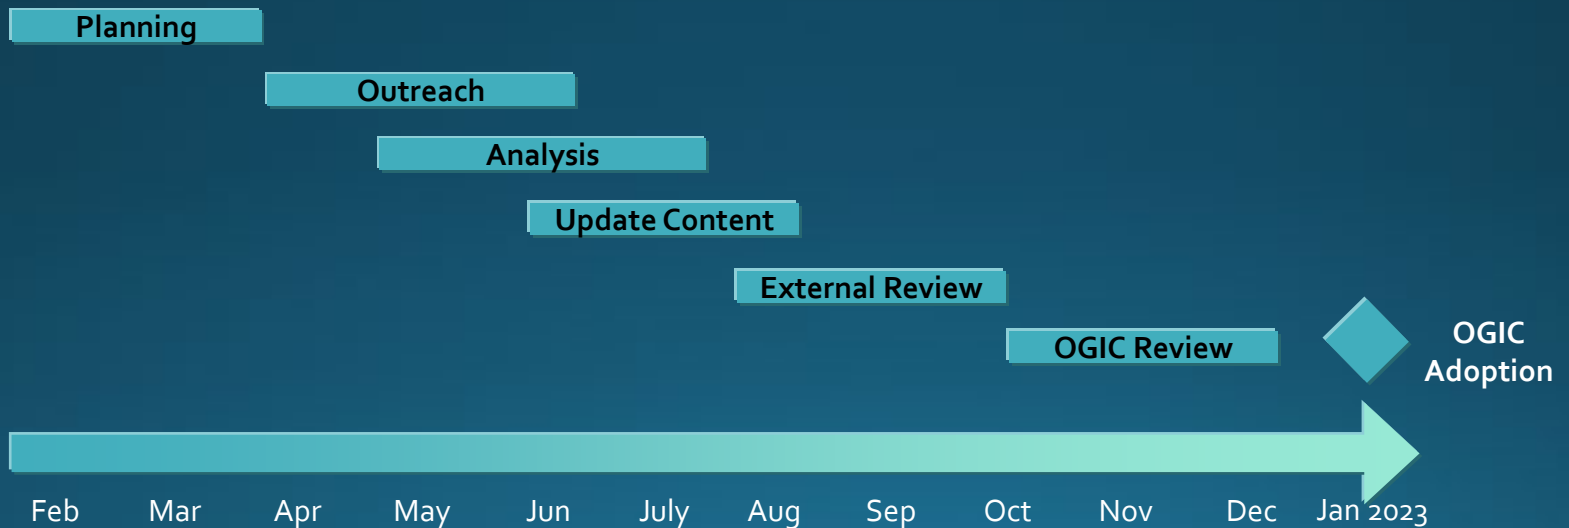 Planning
Outreach
Analysis
Update Content
External Review
OGIC Review
OGIC
Adoption
Feb Mar Apr May Jun July Aug Sep Oct Nov Dec Jan 2023